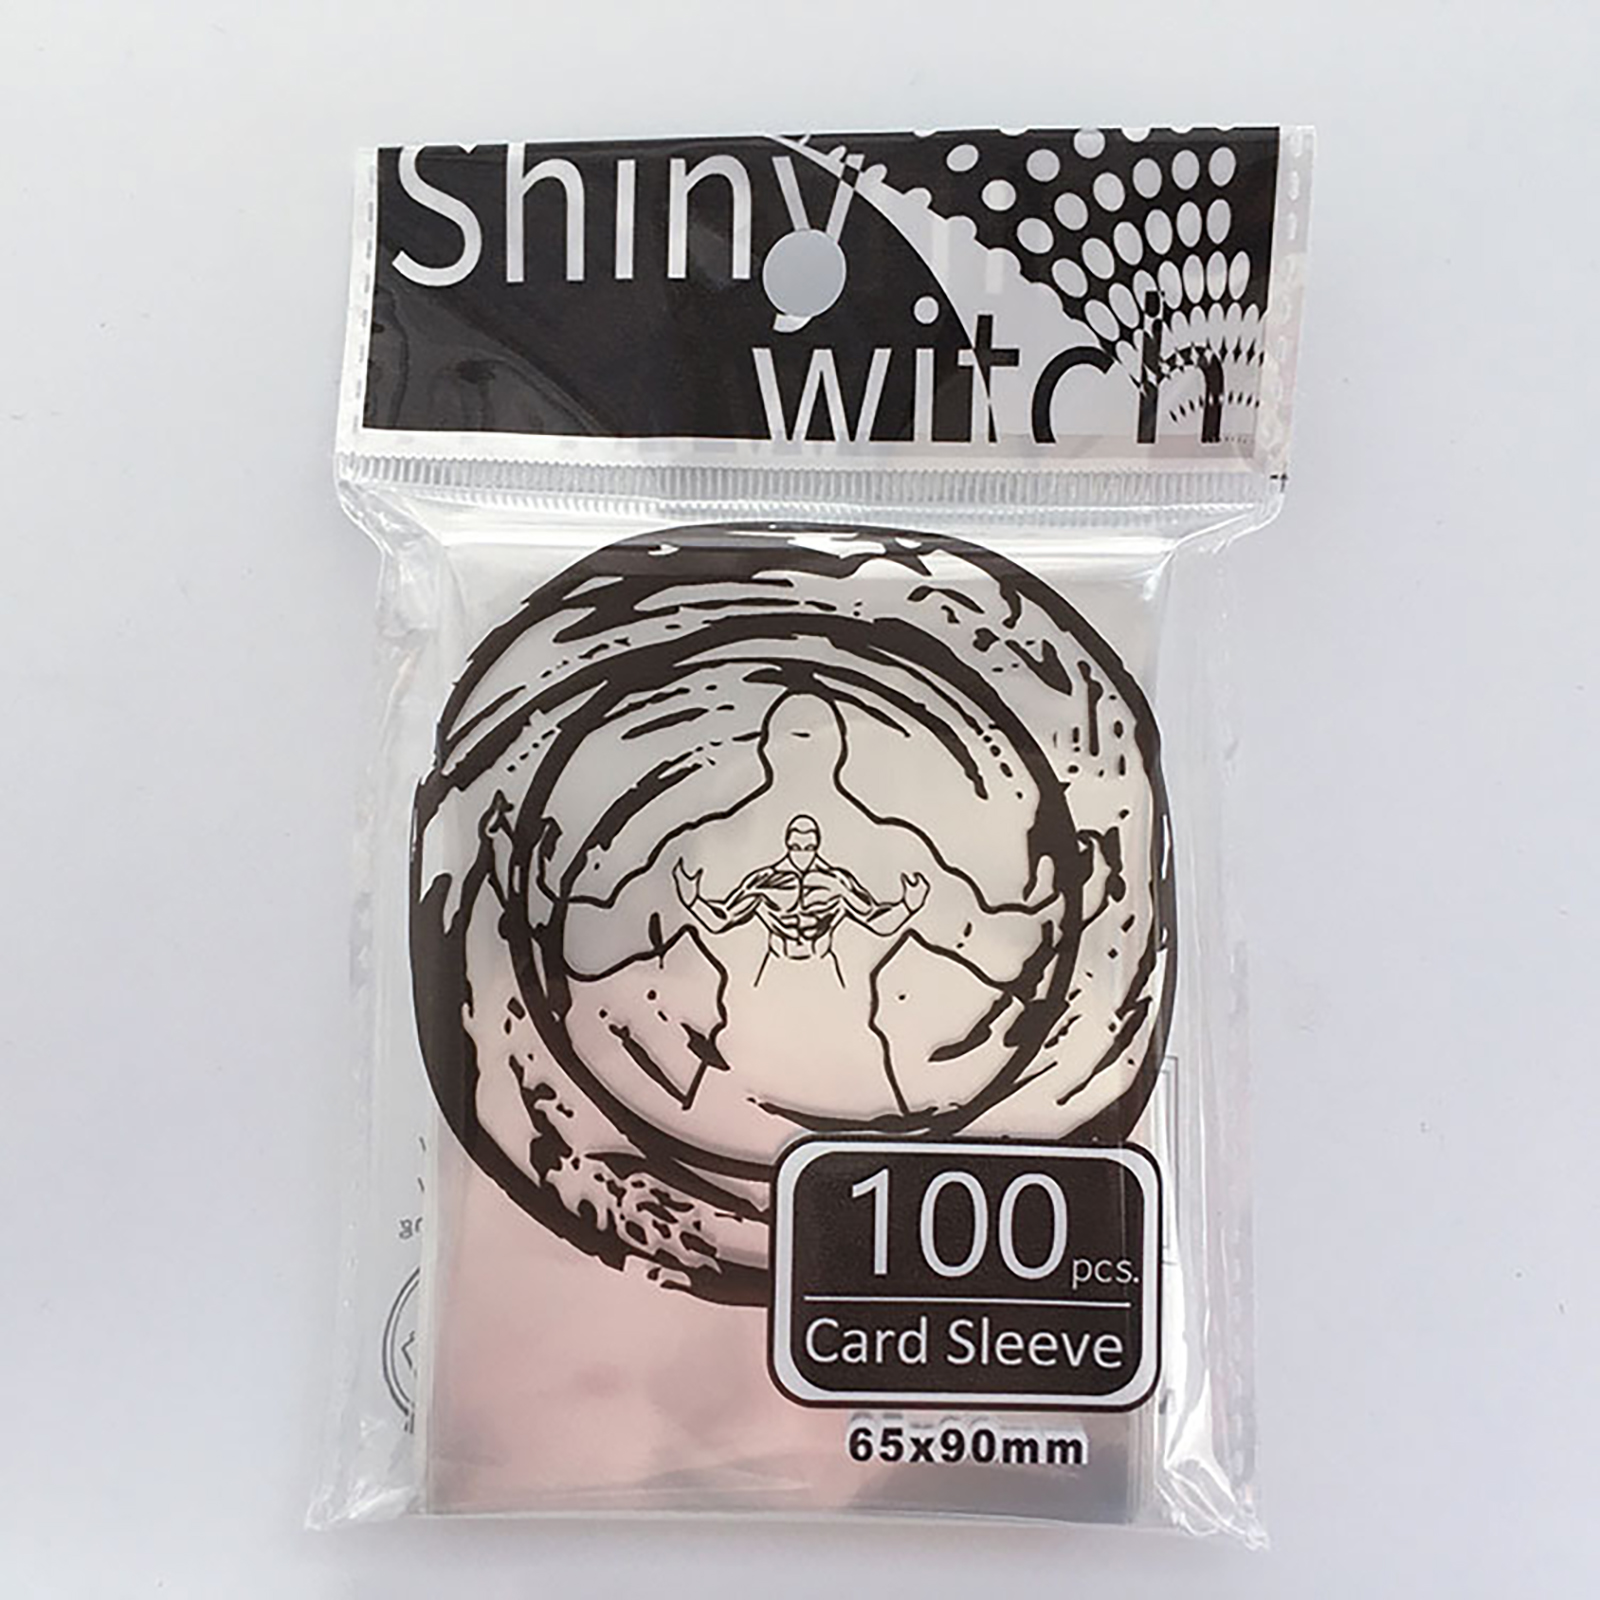 Shiny
witch
100 pcs.
Card Sleeve
65x90mm